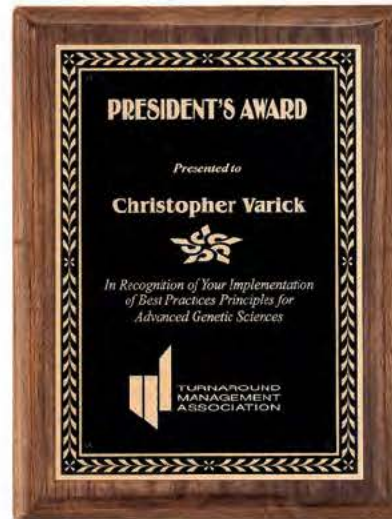 PRESIDENT'S AWARD
Presented to
Christopher Varick
In Recognition of Your Implementation
of Best Practices Principles for
Advanced Genetic Sciences
TURNAROUND
MANAGEMENT
ASSOCIATION